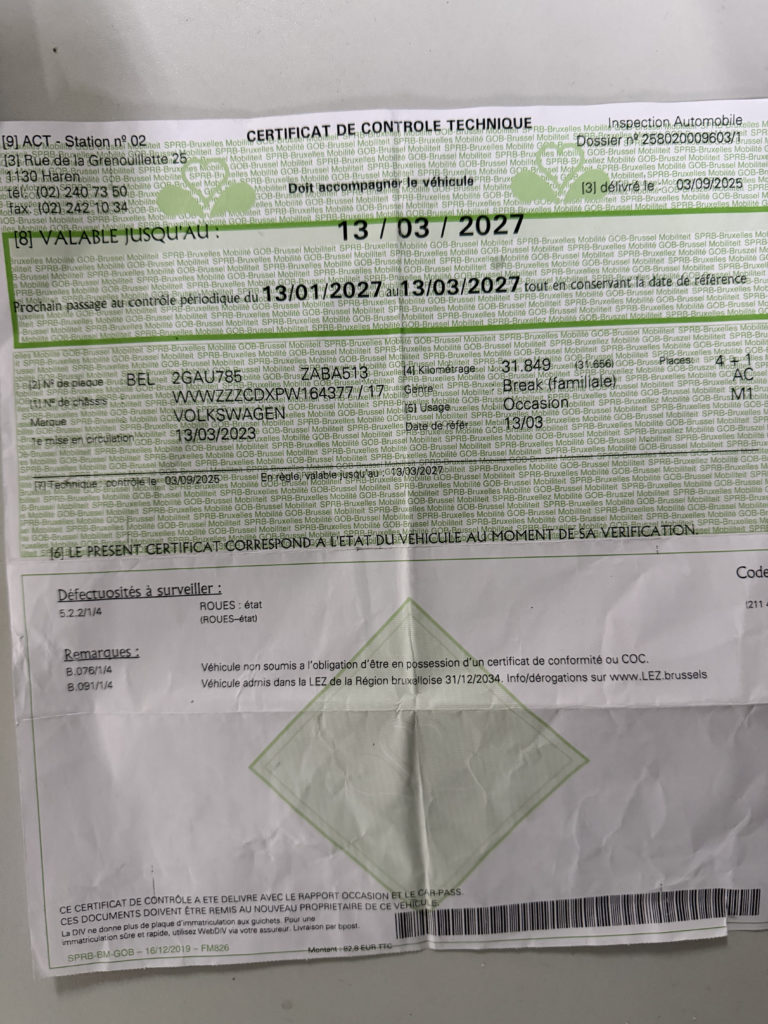 [9] ACT - Station n° 02
CERTIFICAT DE CONTROLE TECHNIQUE
Inspection Automobile
Dossier n° 258020009603/1
[3] Rue de la Grenouillette 25
1130 Haren
tél. (02) 240 73 50
fax. (02) 242 10 34
Doit accompagner le véhicule
[3] délivré le 03/09/2025
[8] VALABLE JUSQU'AU : 13 / 03 / 2027
Prochain passage au contrôle périodique du 13/01/2027 au 13/03/2027 tout en conservant la date de référence
[2] N° de plaque BEL 2GAU785 ZABA513
[1] N° de châssis WVWZZZCDXPW164377 / 17
Marque VOLKSWAGEN
1e mise en circulation 13/03/2023
[4] Kilométrage 31.849 (31.656) Places: 4 + 1
Genre Break (familiale) AC
[5] Usage Occasion M1
Date de référ 13/03
[7] Technique : contrôlé le 03/09/2025 En règle, valable jusqu'au : 13/03/2027
SPRB-Bruxelles Mobilité GOB-Brussel Mobiliteit
[6] LE PRESENT CERTIFICAT CORRESPOND A L'ETAT DU VEHICULE AU MOMENT DE SA VERIFICATION.
Défectuosités à surveiller :
Code
5.2.2/1/4 ROUES : état
(ROUES-état)
(211
Remarques :
B.076/1/4 Véhicule non soumis a l'obligation d'être en possession d'un certificat de conformité ou COC.
B.091/1/4 Véhicule admis dans la LEZ de la Région bruxelloise 31/12/2034. Info/dérogations sur www.LEZ.brussels
CE CERTIFICAT DE CONTRÔLE A ETE DELIVRE AVEC LE RAPPORT OCCASION ET LE CAR-PASS.
CES DOCUMENTS DOIVENT ÊTRE REMIS AU NOUVEAU PROPRIETAIRE DE CE VEHICULE.
La DIV ne donne plus de plaque d'immatriculation aux guichets. Pour une
immatriculation sûre et rapide, utilisez WebDIV via votre assureur. Livraison par bpost.
SPRB-BM-GOB – 16/12/2019 – FM826
Montant : 82,8 EUR TTC